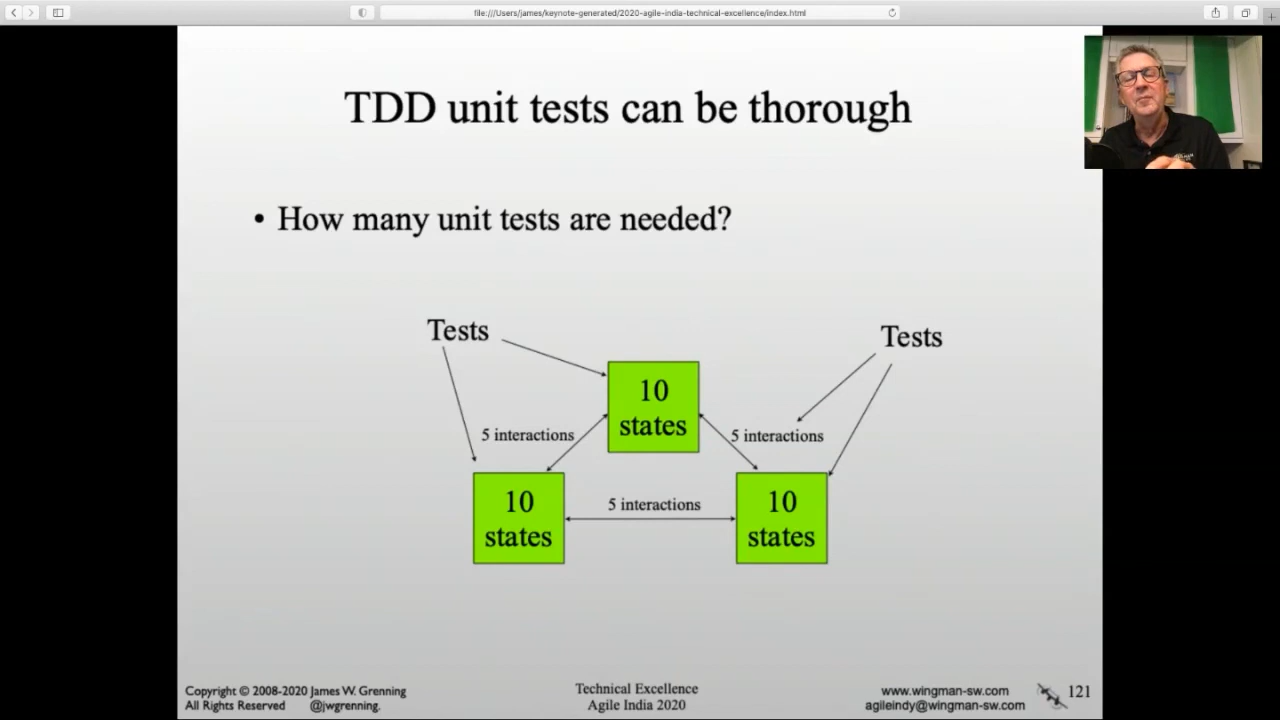 file:///Users/james/keynote-generated/2020-agile-india-technical-excellence/index.html
TDD unit tests can be thorough
• How many unit tests are needed?
Tests
Tests
10
states
5 interactions
5 interactions
10
states
5 interactions
10
states
Copyright © 2008-2020 James W. Grenning
All Rights Reserved @jwgrenning.
Technical Excellence
Agile India 2020
www.wingman-sw.com
agileindy@wingman-sw.com
121